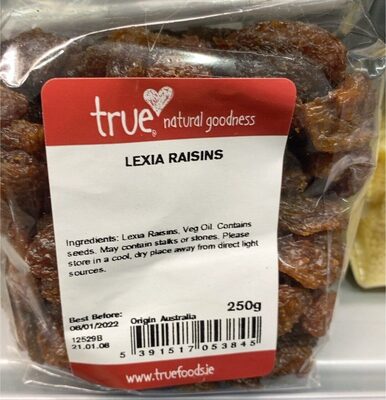 true natural goodness
LEXIA RAISINS
Ingredients: Lexia Raisins, Veg Oil. Contains
seeds. May contain stalks or stones. Please
store in a cool, dry place away from direct light
sources.
250g
Best Before: Origin Australia
08/01/2022
12529B
21.01.08
5 391517 053845
www.truefoods.ie